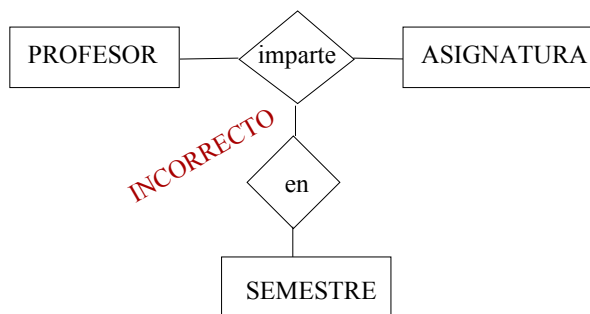 PROFESOR
imparte
ASIGNATURA
INCORRECTO
en
SEMESTRE